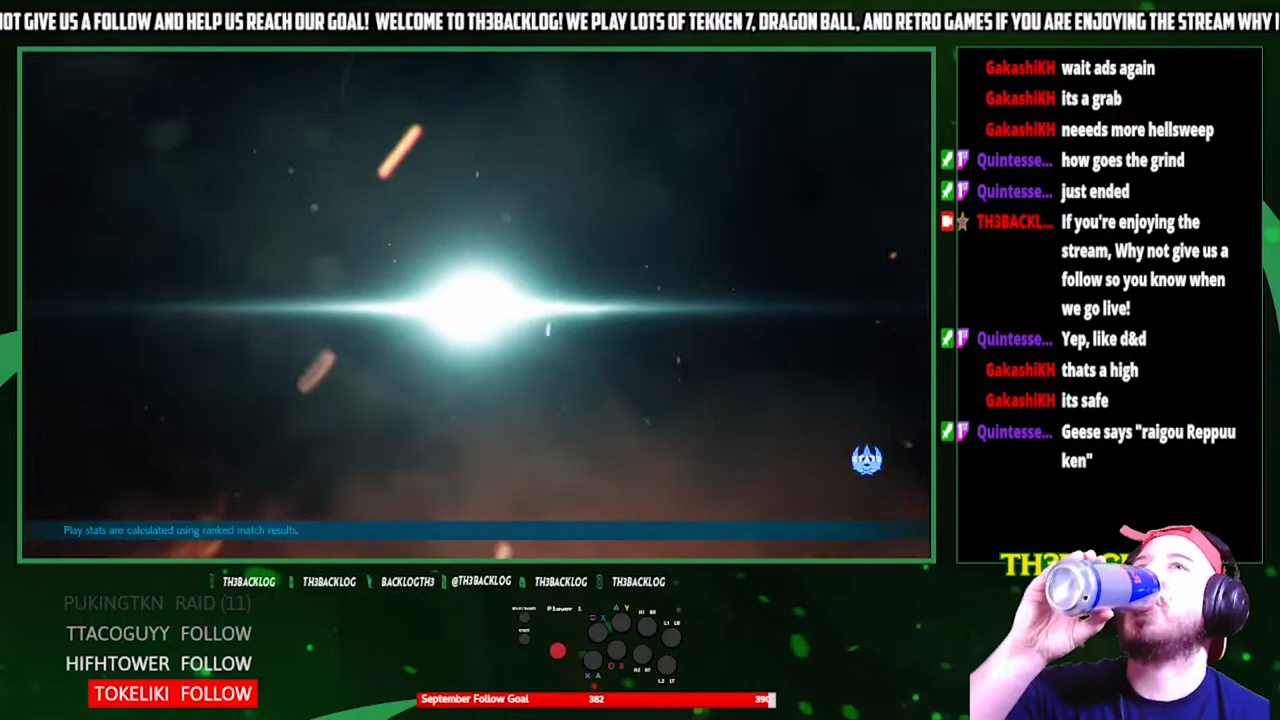 NOT GIVE US A FOLLOW AND HELP US REACH OUR GOAL! WELCOME TO TH3BACKLOG! WE PLAY LOTS OF TEKKEN 7, DRAGON BALL, AND RETRO GAMES IF YOU ARE ENJOYING THE STREAM WHY
GakashiKH wait ads again
GakashiKH its a grab
GakashiKH neeeds more hellsweep
Quintesse... how goes the grind
Quintesse... just ended
TH3BACKL... If you're enjoying the
stream, Why not give us a
follow so you know when
we go live!
Quintesse... Yep, like d&d
GakashiKH thats a high
GakashiKH its safe
Quintesse... Geese says "raigou Reppuu
ken"
Play stats are calculated using ranked match results.
TH3BACKLOG TH3BACKLOG BACKLOGTH3 @TH3BACKLOG TH3BACKLOG TH3BACKLOG
PUKINGTKN RAID (11)
TTACOGUYY FOLLOW
HIFHTOWER FOLLOW
TOKELIKI FOLLOW
Player 1
September Follow Goal 382 390